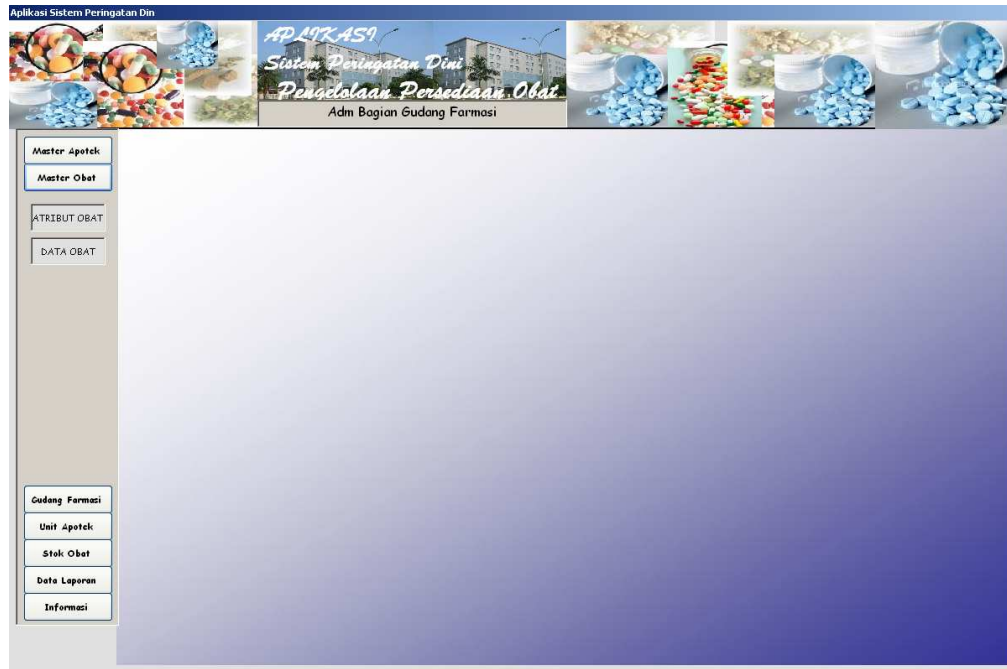 Aplikasi Sistem Peringatan Din
APLIKASI
Sistem Peringatan Dini
Pengelolaan Persediaan Obat
Adm Bagian Gudang Farmasi
Master Apotek
Master Obat
ATRIBUT OBAT
DATA OBAT
Gudang Farmasi
Unit Apotek
Stok Obat
Data Laporan
Informasi